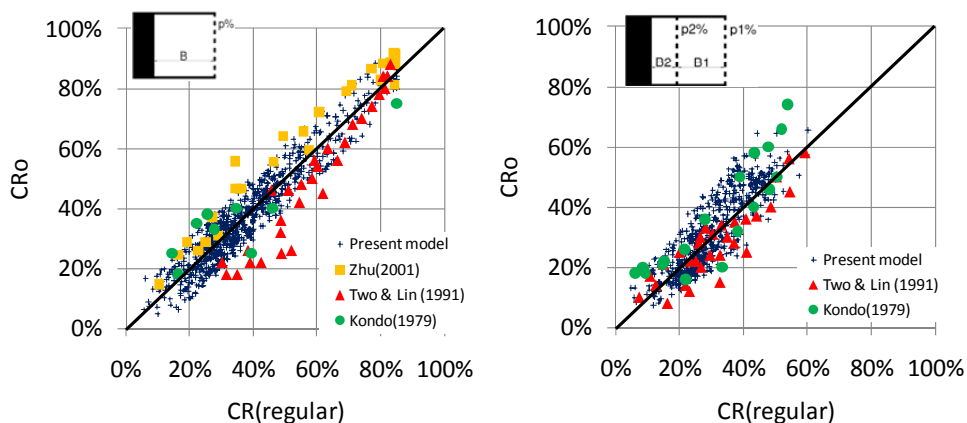 p%
B
100%
80%
60%
40%
20%
0%
CRo
Present model
Zhu(2001)
Two & Lin (1991)
Kondo(1979)
0% 20% 40% 60% 80% 100%
CR(regular)
p2% p1%
B2 B1
100%
80%
60%
40%
20%
0%
CRo
Present model
Two & Lin (1991)
Kondo(1979)
0% 20% 40% 60% 80% 100%
CR(regular)